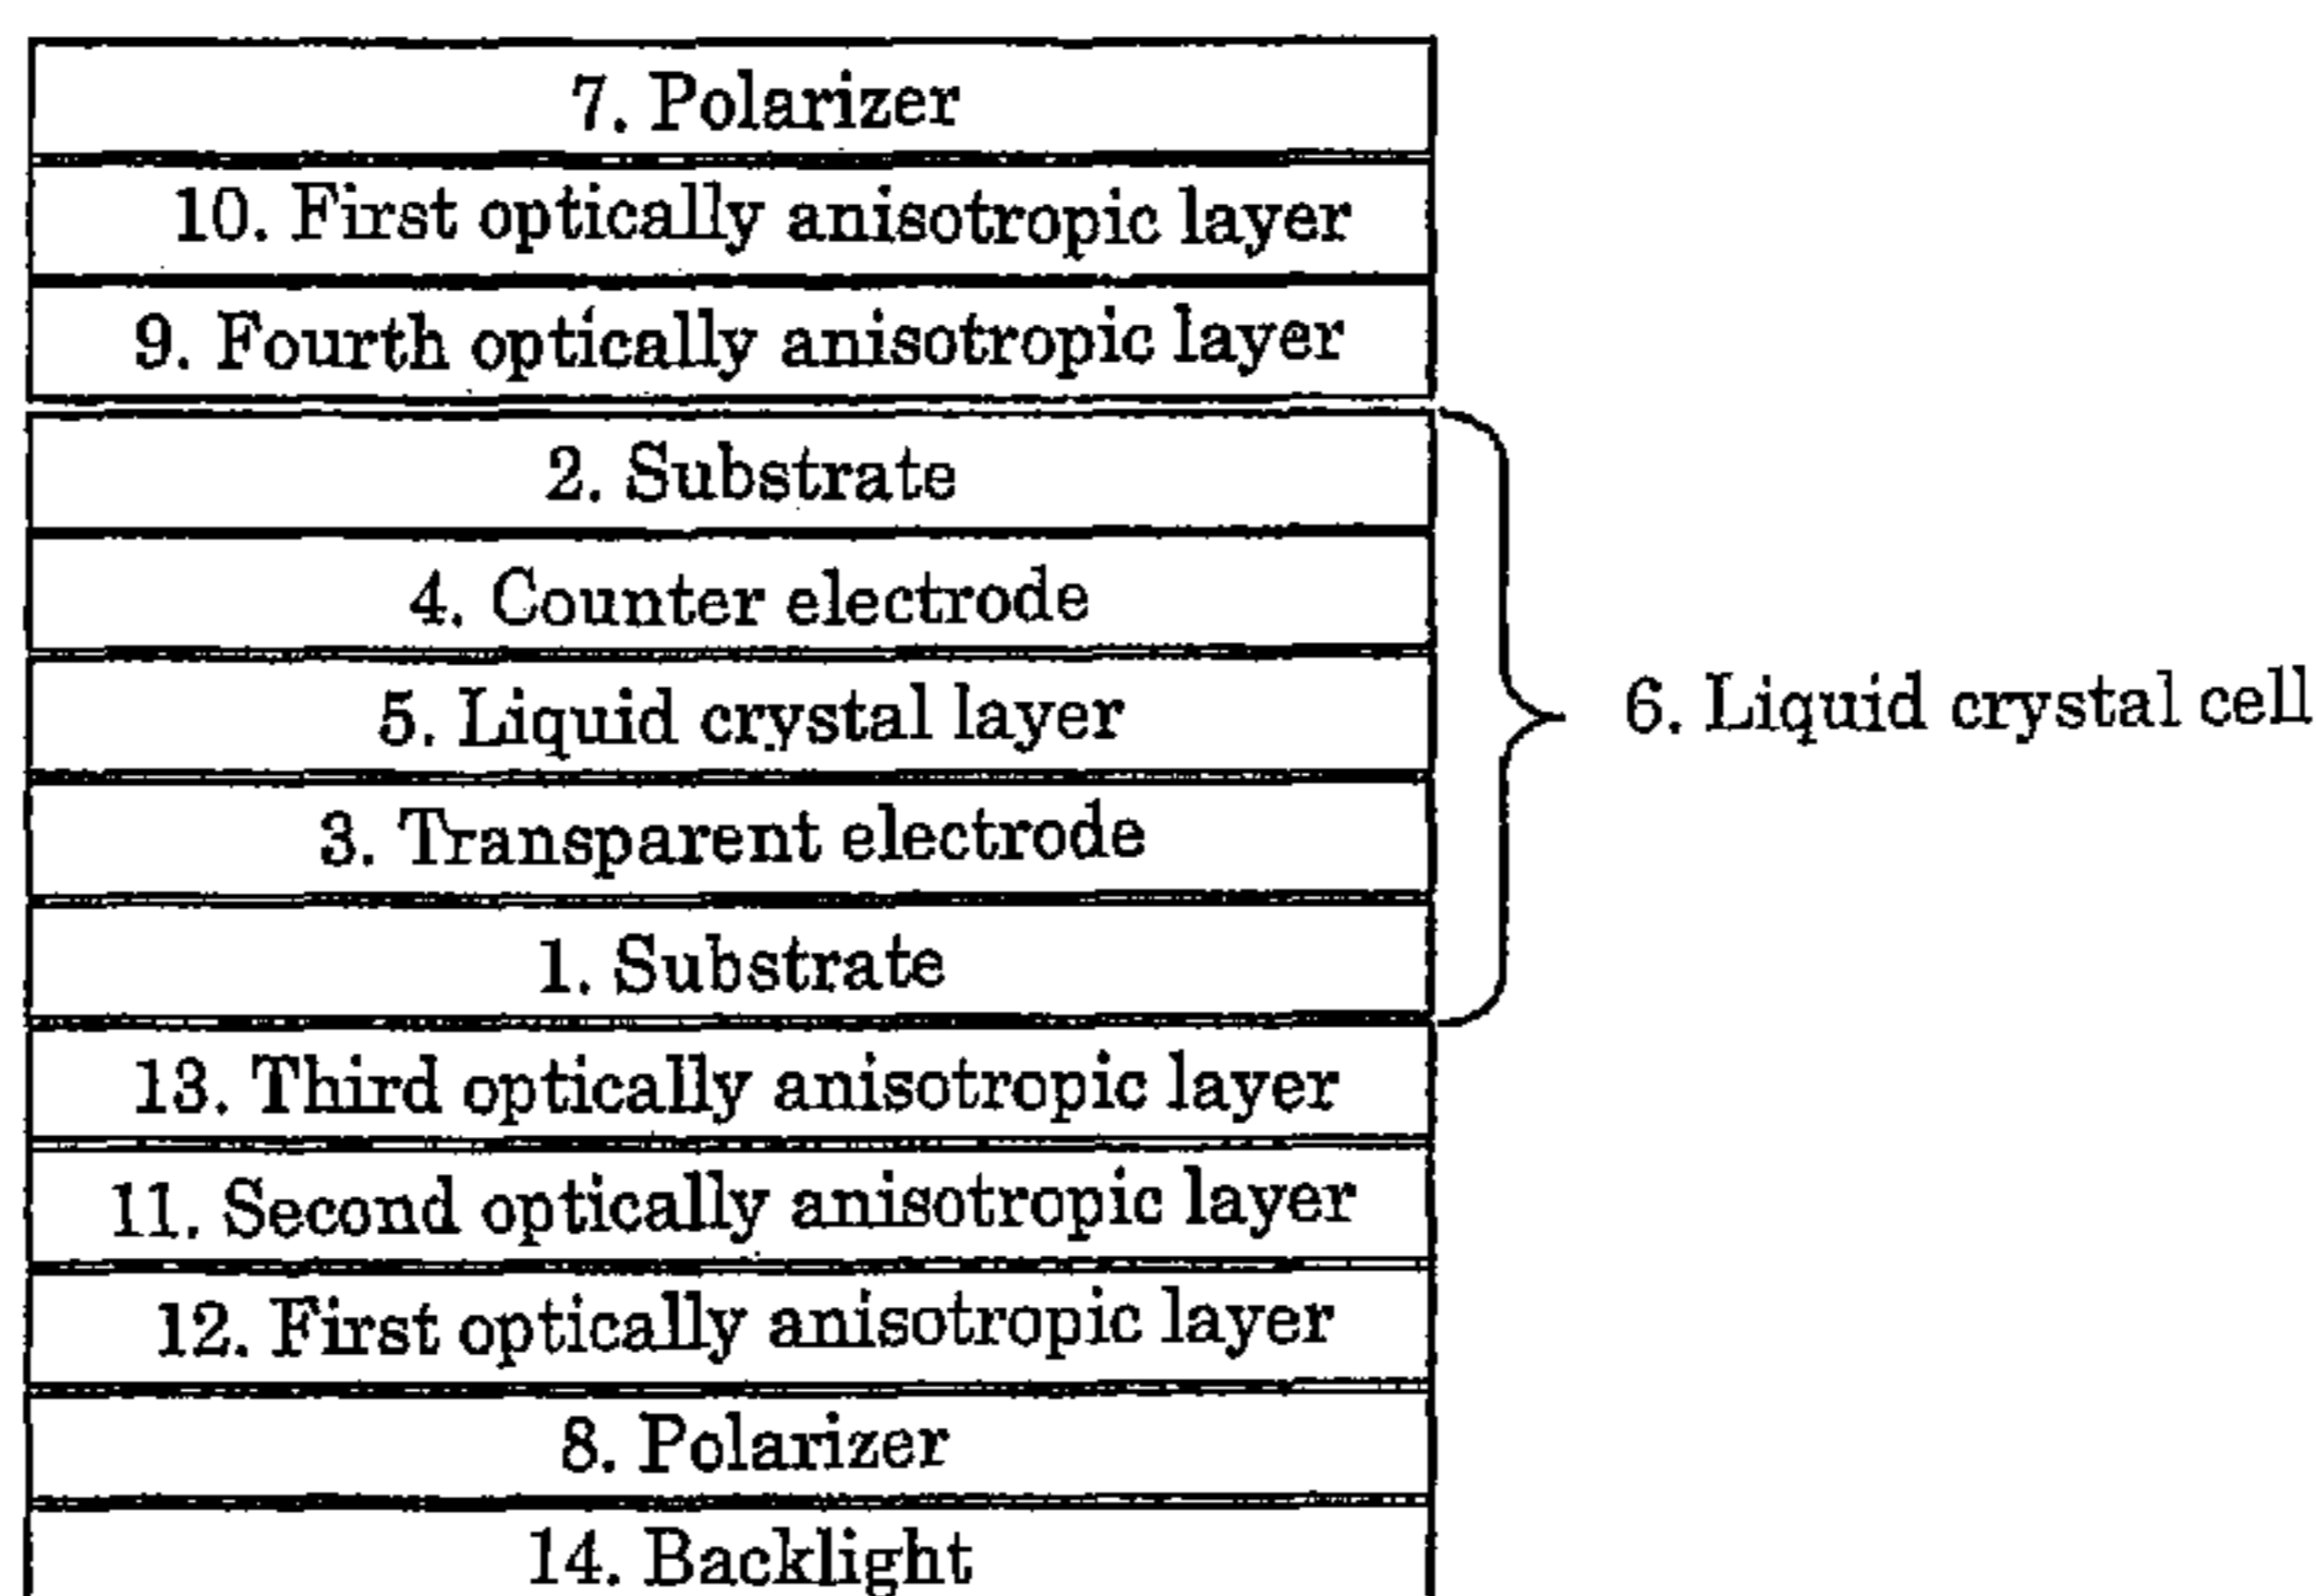 7. Polarizer
10. First optically anisotropic layer
9. Fourth optically anisotropic layer
2. Substrate
4. Counter electrode
5. Liquid crystal layer
6. Liquid crystal cell
3. Transparent electrode
1. Substrate
13. Third optically anisotropic layer
11. Second optically anisotropic layer
12. First optically anisotropic layer
8. Polarizer
14. Backlight